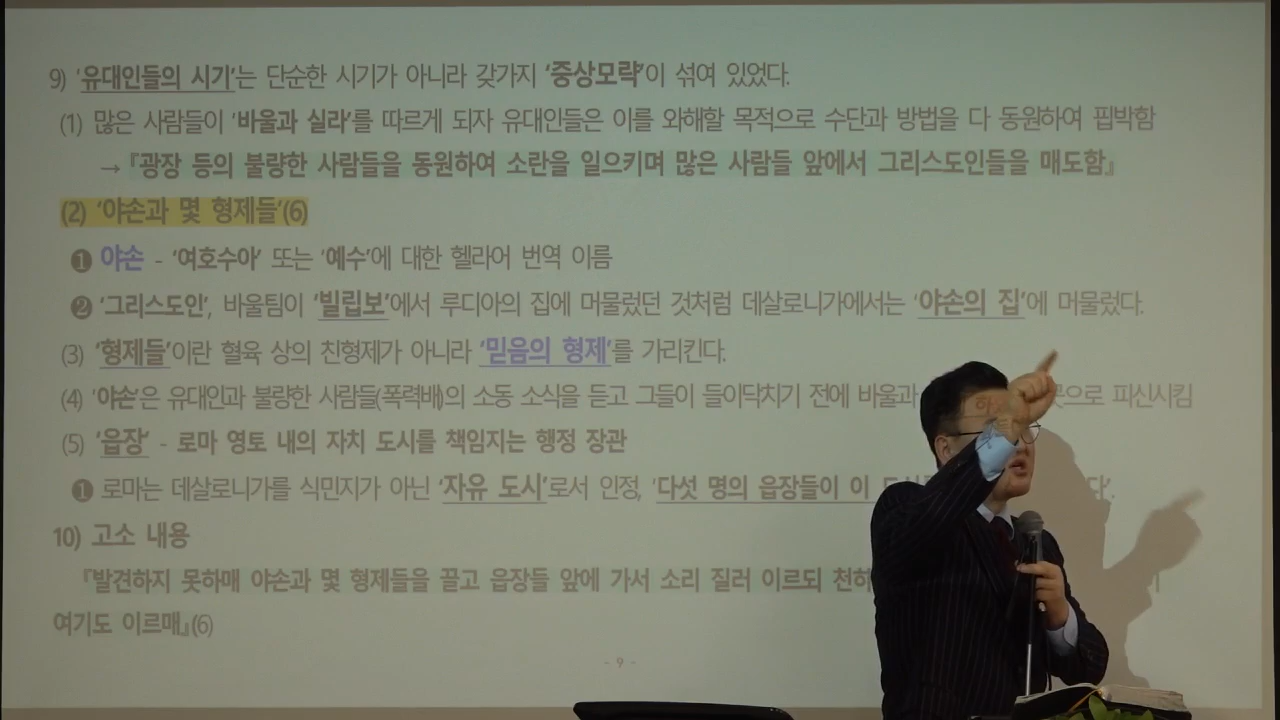 9) '유대인들의 시기'는 단순한 시기가 아니라 갖가지 '중상모략'이 섞여 있었다.
(1) 많은 사람들이 '바울과 실라'를 따르게 되자 유대인들은 이를 와해할 목적으로 수단과 방법을 다 동원하여 핍박함
→『광장 등의 불량한 사람들을 동원하여 소란을 일으키며 많은 사람들 앞에서 그리스도인들을 매도함』
(2) '야손과 몇 형제들'(6)
❶ 야손 - '여호수아' 또는 '예수'에 대한 헬라어 번역 이름
❷ '그리스도인', 바울팀이 '빌립보'에서 루디아의 집에 머물렀던 것처럼 데살로니가에서는 '야손의 집'에 머물렀다.
(3) '형제들'이란 혈육 상의 친형제가 아니라 '믿음의 형제'를 가리킨다.
(4) '야손'은 유대인과 불량한 사람들(폭력배)의 소동 소식을 듣고 그들이 들이닥치기 전에 바울과 곳으로 피신시킴
(5) '읍장' - 로마 영토 내의 자치 도시를 책임지는 행정 장관
❶ 로마는 데살로니가를 식민지가 아닌 '자유 도시'로서 인정, '다섯 명의 읍장들이 이 다'.
10) 고소 내용
『발견하지 못하매 야손과 몇 형제들을 끌고 읍장들 앞에 가서 소리 질러 이르되 천하
여기도 이르매』(6)
- 9 -